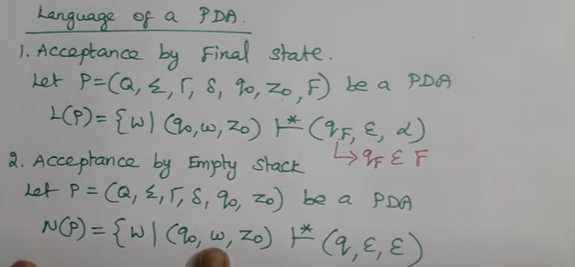 Language of a PDA.
1. Acceptance by Final state.
Let P=(Q, Σ, Γ, δ, q0, z0, F) be a PDA
L(P)= {W| (q0, w, z0) ⊢* (qF, ε, α)
↳ qF ε F
2. Acceptance by Empty Stack
Let P = (Q, Σ, Γ, δ, q0, z0) be a PDA
N(P)= {W| (q0, w, z0) ⊢* (q, ε, ε)